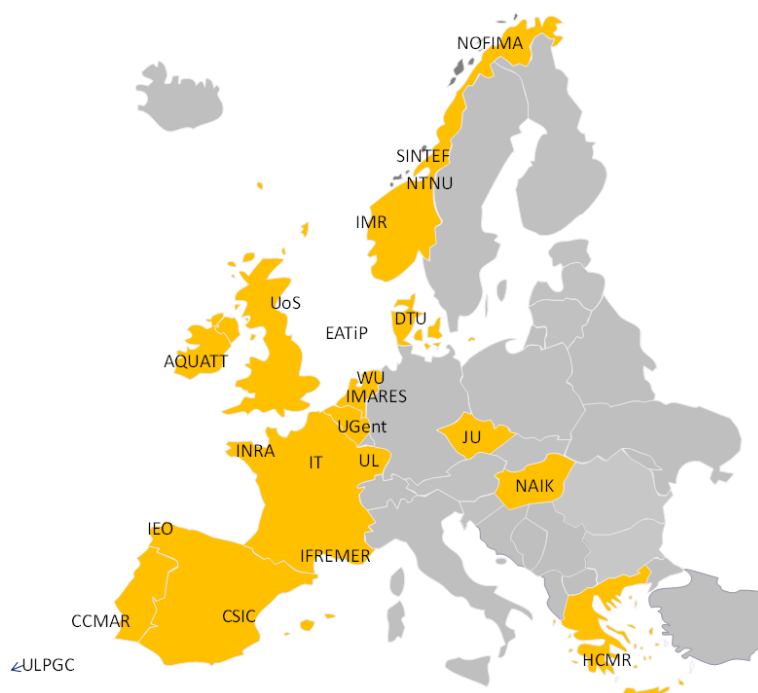 NOFIMA
SINTEF
NTNU
IMR
UoS
EATiP
DTU
AQUATT
WU
IMARES
UGent
JU
INRA
IT
UL
NAIK
IEO
IFREMER
CCMAR
CSIC
HCMR
ULPGC